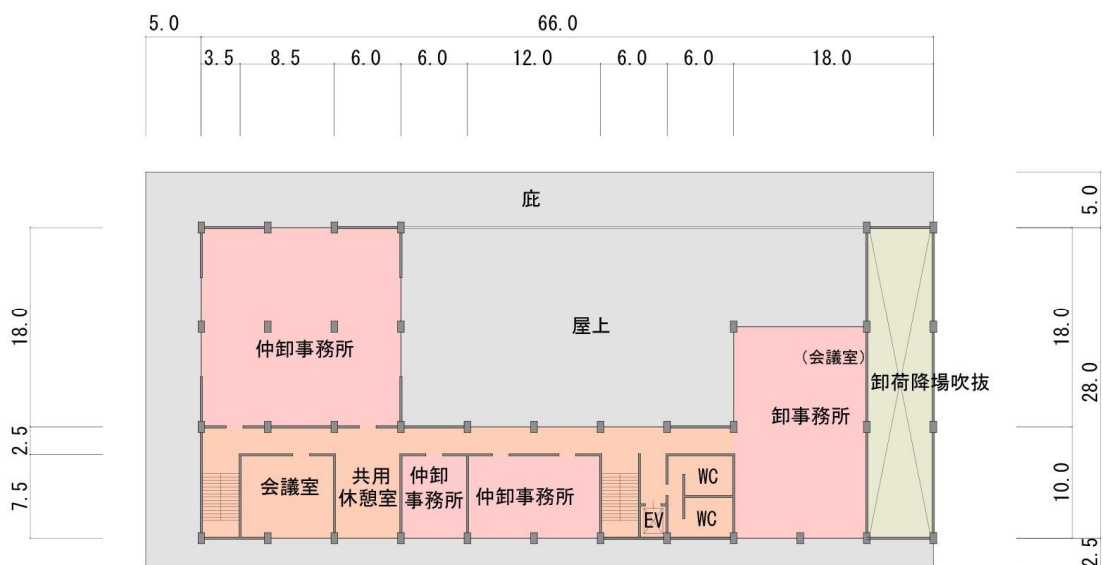 5.0
66.0
3.5
8.5
6.0
6.0
12.0
6.0
6.0
18.0
庇
5.0
18.0
屋上
18.0
仲卸事務所
（会議室）
28.0
卸荷降場吹抜
卸事務所
2.5
7.5
会議室
共用
休憩室
仲卸
事務所
仲卸事務所
WC
WC
EV
10.0
2.5